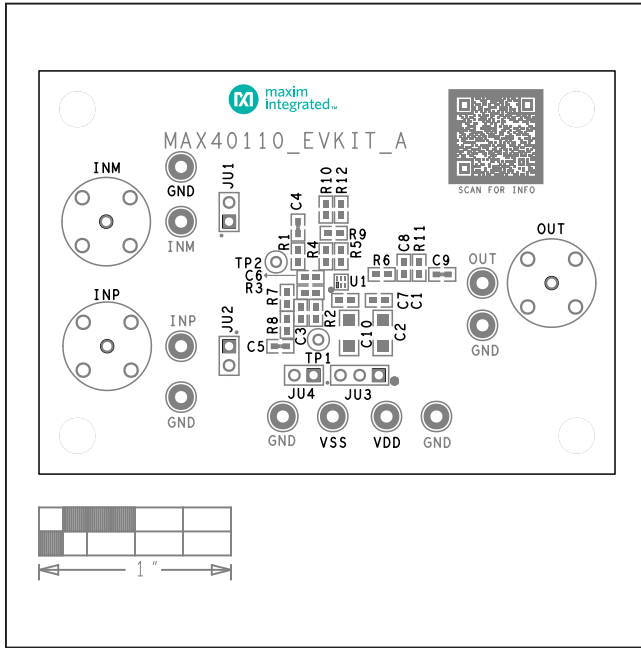 maxim
integrated™
MAX40110_EVKIT_A
SCAN FOR INFO
INM
GND
JU1
INM
C4
R10
R12
R9
R1
R4
R5
TP2
C6
R3
U1
R6
C8
R11
C9
OUT
OUT
INP
INP
JU2
R7
R8
C3
R2
C7
C1
C10
C2
C5
TP1
GND
GND
JU4
JU3
GND
VSS
VDD
GND
1"